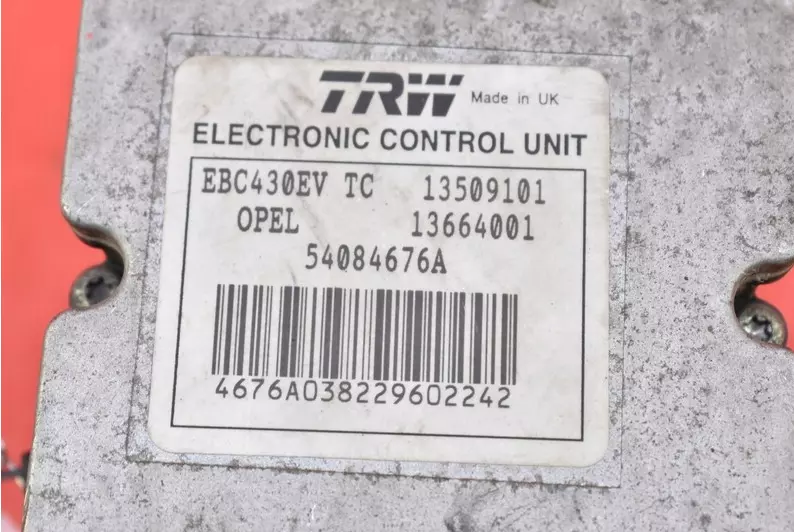 TRW Made in UK
ELECTRONIC CONTROL UNIT
EBC430EV TC 13509101
OPEL 13664001
54084676A
4676A038229602242